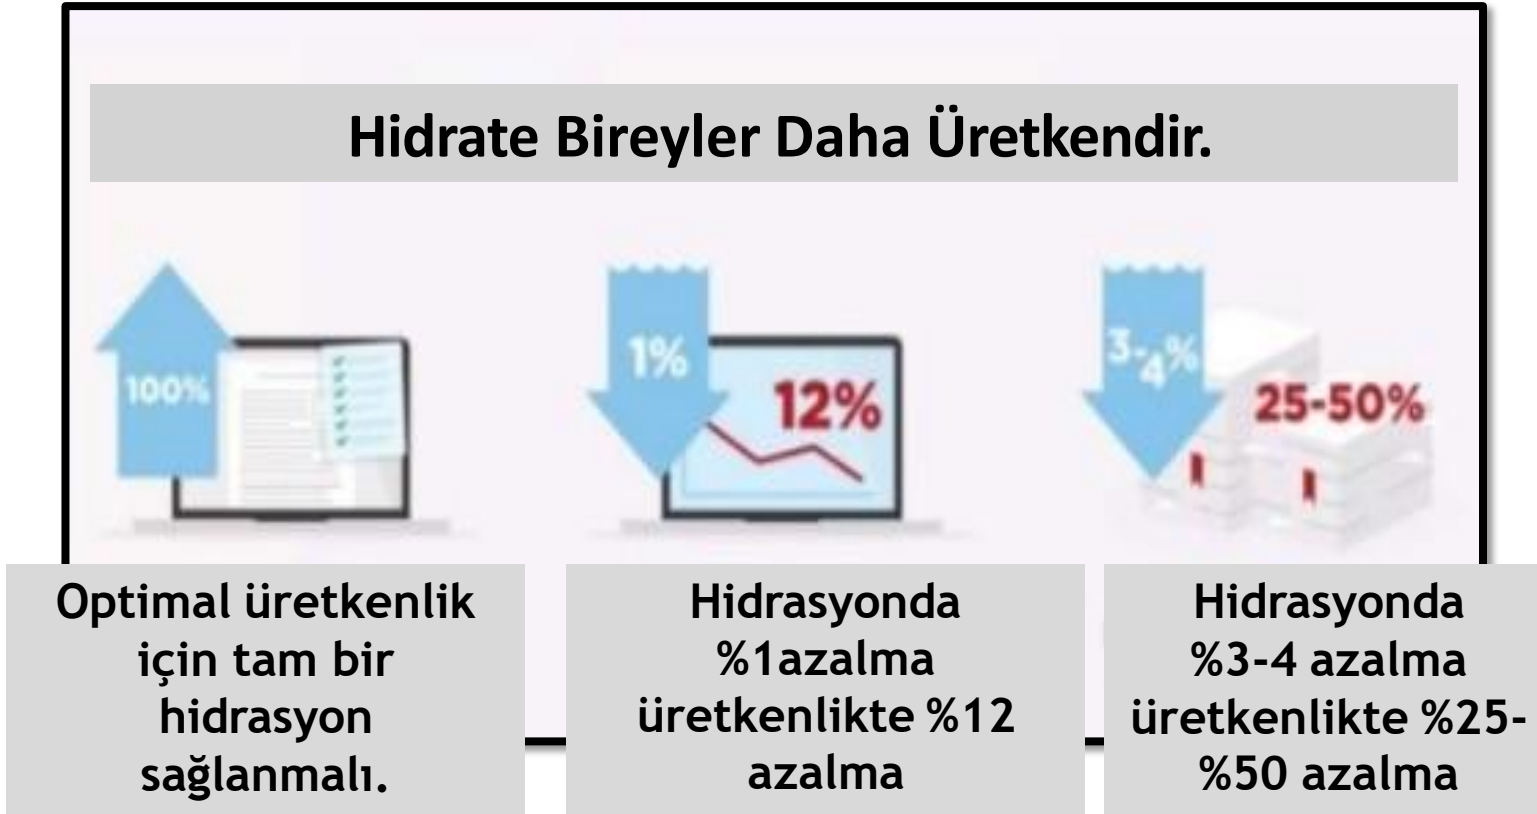 Hidrate Bireyler Daha Üretkendir.
100%
1%
12%
3-4%
25-50%
Optimal üretkenlik
için tam bir
hidrasyon
sağlanmalı.
Hidrasyonda
%1azalma
üretkenlikte %12
azalma
Hidrasyonda
%3-4 azalma
üretkenlikte %25-
%50 azalma